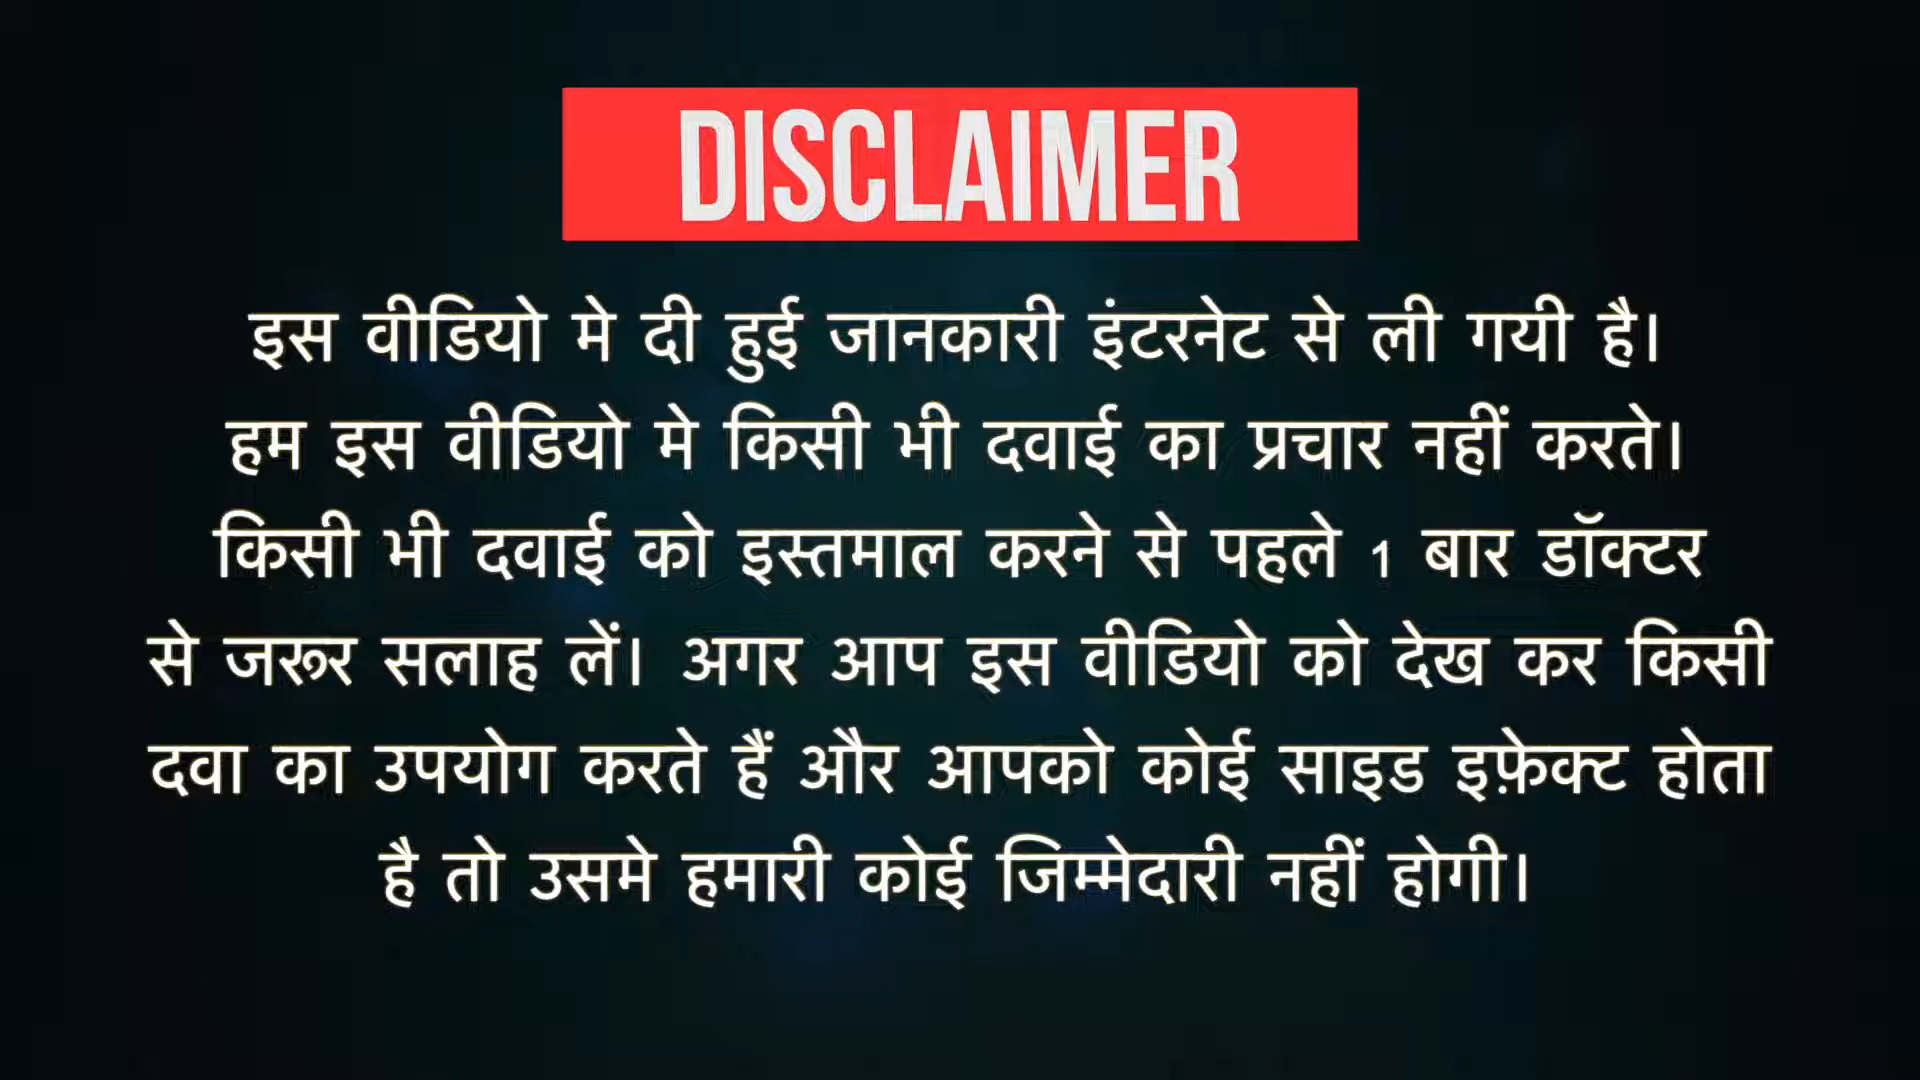 DISCLAIMER
इस वीडियो मे दी हुई जानकारी इंटरनेट से ली गयी है।
हम इस वीडियो मे किसी भी दवाई का प्रचार नहीं करते।
किसी भी दवाई को इस्तमाल करने से पहले 1 बार डॉक्टर
से जरूर सलाह लें। अगर आप इस वीडियो को देख कर किसी
दवा का उपयोग करते हैं और आपको कोई साइड इफ़ेक्ट होता
है तो उसमे हमारी कोई जिम्मेदारी नहीं होगी।